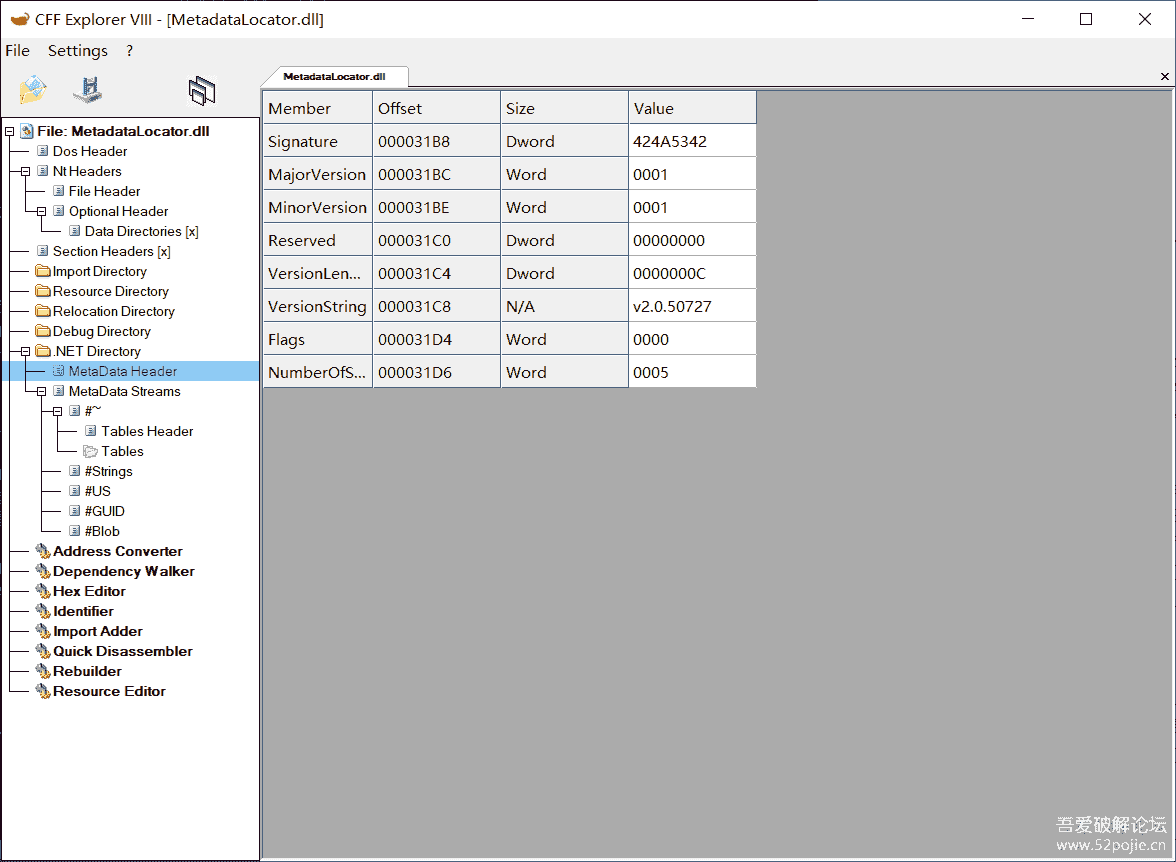 CFF Explorer VIII - [MetadataLocator.dll]
File Settings ?
MetadataLocator.dll
File: MetadataLocator.dll
Dos Header
Nt Headers
File Header
Optional Header
Data Directories [x]
Section Headers [x]
Import Directory
Resource Directory
Relocation Directory
Debug Directory
.NET Directory
MetaData Header
MetaData Streams
#~
Tables Header
Tables
#Strings
#US
#GUID
#Blob
Address Converter
Dependency Walker
Hex Editor
Identifier
Import Adder
Quick Disassembler
Rebuilder
Resource Editor
Member Offset Size Value
Signature 000031B8 Dword 424A5342
MajorVersion 000031BC Word 0001
MinorVersion 000031BE Word 0001
Reserved 000031C0 Dword 00000000
VersionLen... 000031C4 Dword 0000000C
VersionString 000031C8 N/A v2.0.50727
Flags 000031D4 Word 0000
NumberOfS... 000031D6 Word 0005
吾爱破解论坛
www.52pojie.cn